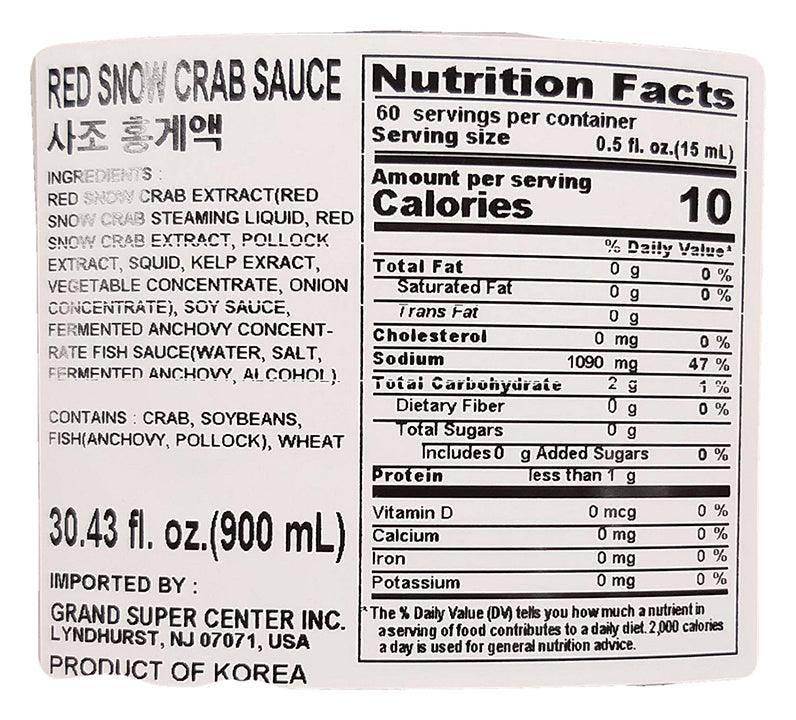 RED SNOW CRAB SAUCE
사조 홍게액
INGREDIENTS :
RED SNOW CRAB EXTRACT(RED
SNOW CRAB STEAMING LIQUID, RED
SNOW CRAB EXTRACT, POLLOCK
EXTRACT, SQUID, KELP EXRACT,
VEGETABLE CONCENTRATE, ONION
CONCENTRATE), SOY SAUCE,
FERMENTED ANCHOVY CONCENT-
RATE FISH SAUCE(WATER, SALT,
FERMENTED ANCHOVY, ALCOHOL).
CONTAINS : CRAB, SOYBEANS,
FISH(ANCHOVY, POLLOCK), WHEAT
30.43 fl. oz.(900 mL)
IMPORTED BY :
GRAND SUPER CENTER INC.
LYNDHURST, NJ 07071, USA
PRODUCT OF KOREA
Nutrition Facts
60 servings per container
Serving size 0.5 fl. oz.(15 mL)
Amount per serving
Calories 10
% Daily Value*
Total Fat 0 g 0 %
Saturated Fat 0 g 0 %
Trans Fat 0 g
Cholesterol 0 mg 0 %
Sodium 1090 mg 47 %
Total Carbohydrate 2 g 1 %
Dietary Fiber 0 g 0 %
Total Sugars 0 g
Includes 0 g Added Sugars 0 %
Protein less than 1 g
Vitamin D 0 mcg 0 %
Calcium 0 mg 0 %
Iron 0 mg 0 %
Potassium 0 mg 0 %
* The % Daily Value (DV) tells you how much a nutrient in
a serving of food contributes to a daily diet. 2,000 calories
a day is used for general nutrition advice.